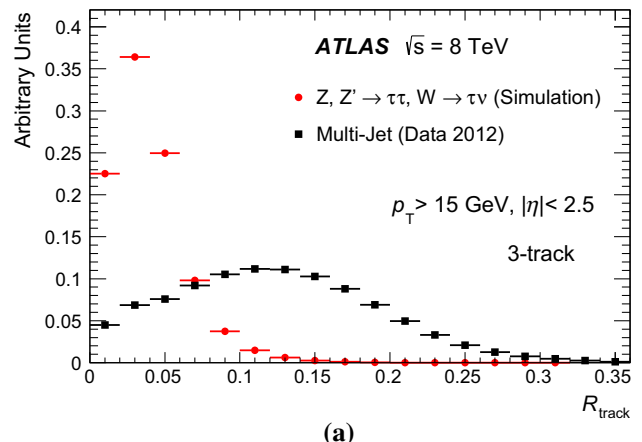 Arbitrary Units
0.4
0.35
0.3
0.25
0.2
0.15
0.1
0.05
0
ATLAS √s = 8 TeV
Z, Z' → ττ, W → τν (Simulation)
Multi-Jet (Data 2012)
p_T > 15 GeV, |η| < 2.5
3-track
0 0.05 0.1 0.15 0.2 0.25 0.3 0.35
R_track
(a)